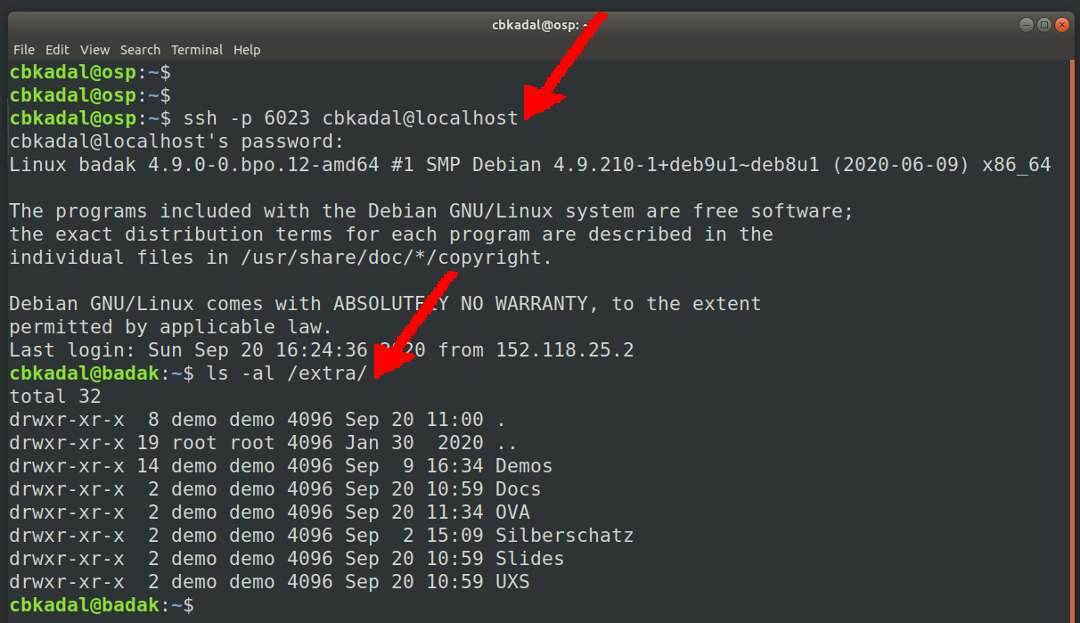 cbkadal@osp: ~
File Edit View Search Terminal Help
cbkadal@osp:~$
cbkadal@osp:~$
cbkadal@osp:~$ ssh -p 6023 cbkadal@localhost
cbkadal@localhost's password:
Linux badak 4.9.0-0.bpo.12-amd64 #1 SMP Debian 4.9.210-1+deb9u1~deb8u1 (2020-06-09) x86_64
The programs included with the Debian GNU/Linux system are free software;
the exact distribution terms for each program are described in the
individual files in /usr/share/doc/*/copyright.
Debian GNU/Linux comes with ABSOLUTELY NO WARRANTY, to the extent
permitted by applicable law.
Last login: Sun Sep 20 16:24:36 2020 from 152.118.25.2
cbkadal@badak:~$ ls -al /extra/
total 32
drwxr-xr-x  8 demo demo 4096 Sep 20 11:00 .
drwxr-xr-x 19 root root 4096 Jan 30  2020 ..
drwxr-xr-x 14 demo demo 4096 Sep  9 16:34 Demos
drwxr-xr-x  2 demo demo 4096 Sep 20 10:59 Docs
drwxr-xr-x  2 demo demo 4096 Sep 20 11:34 OVA
drwxr-xr-x  2 demo demo 4096 Sep  2 15:09 Silberschatz
drwxr-xr-x  2 demo demo 4096 Sep 20 10:59 Slides
drwxr-xr-x  2 demo demo 4096 Sep 20 10:59 UXS
cbkadal@badak:~$